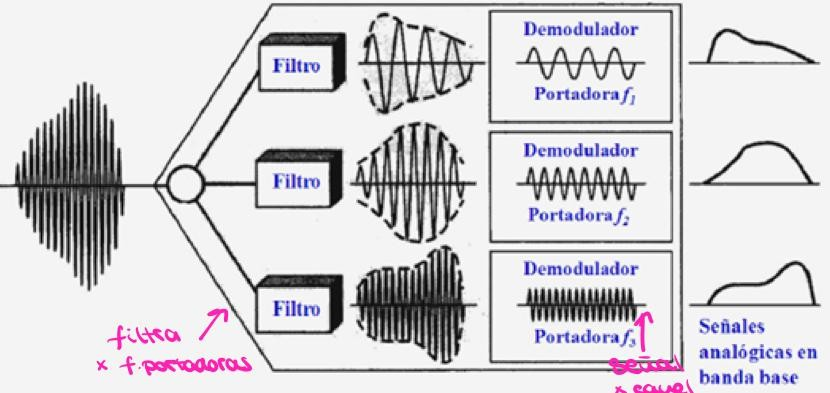 Filtro
Demodulador
Portadora f1
Filtro
Demodulador
Portadora f2
Filtro
Demodulador
Portadora f3
filtra
x f.portadoras
señal
Señales
analógicas en
banda base